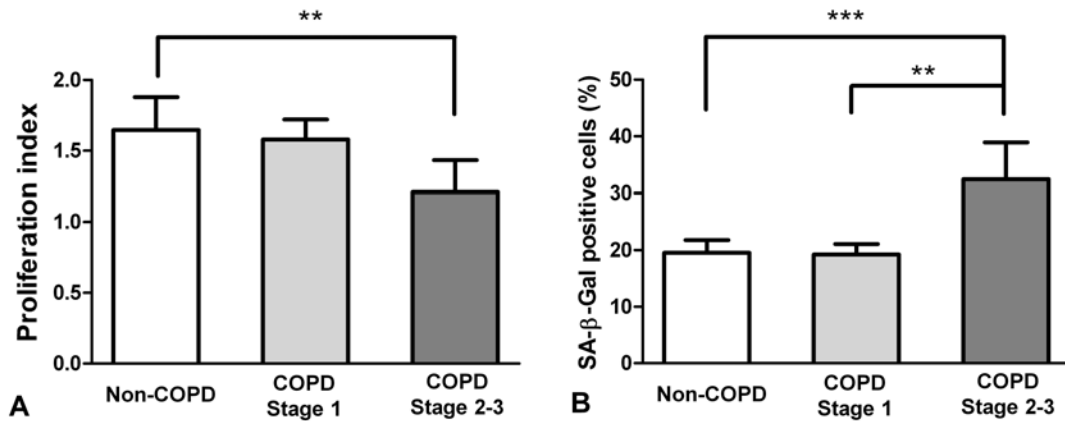 **
2.0
1.5
1.0
0.5
0.0
Proliferation index
Non-COPD
COPD
Stage 1
COPD
Stage 2-3
A
***
**
50
40
30
20
10
0
SA-β-Gal positive cells (%)
Non-COPD
COPD
Stage 1
COPD
Stage 2-3
B